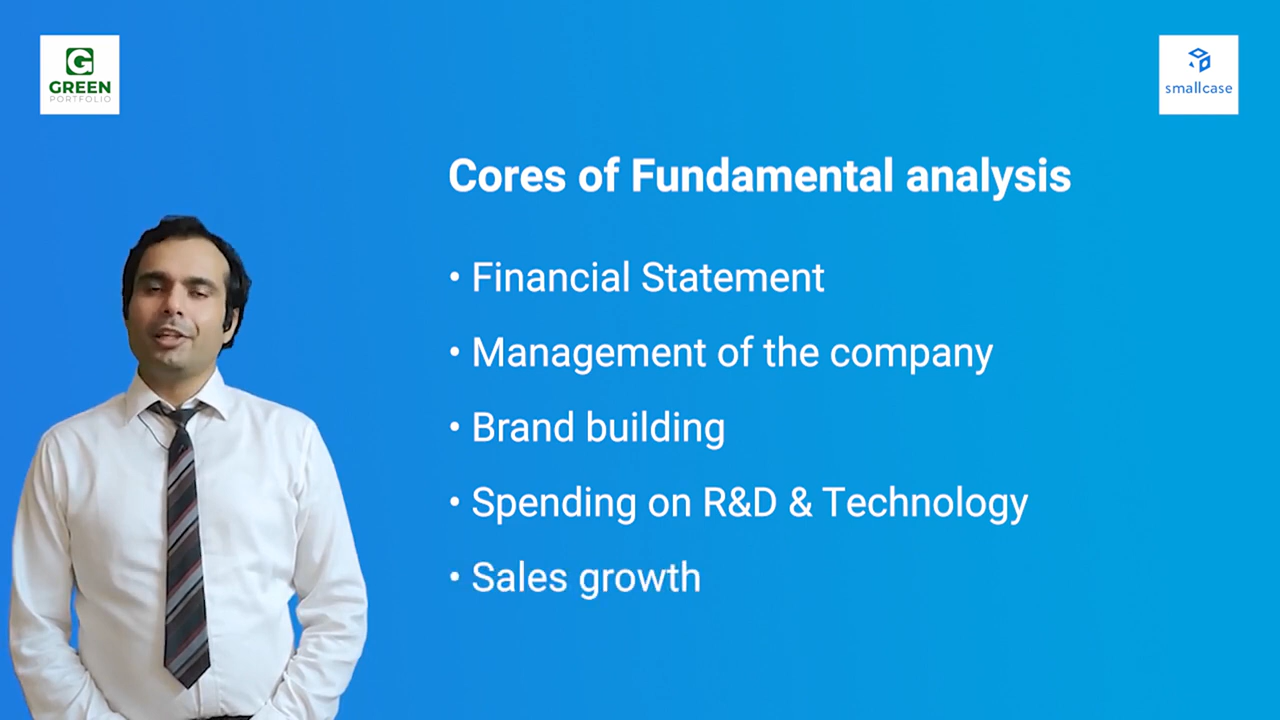 G
GREEN
PORTFOLIO
smallcase
Cores of Fundamental analysis
• Financial Statement
• Management of the company
• Brand building
• Spending on R&D & Technology
• Sales growth